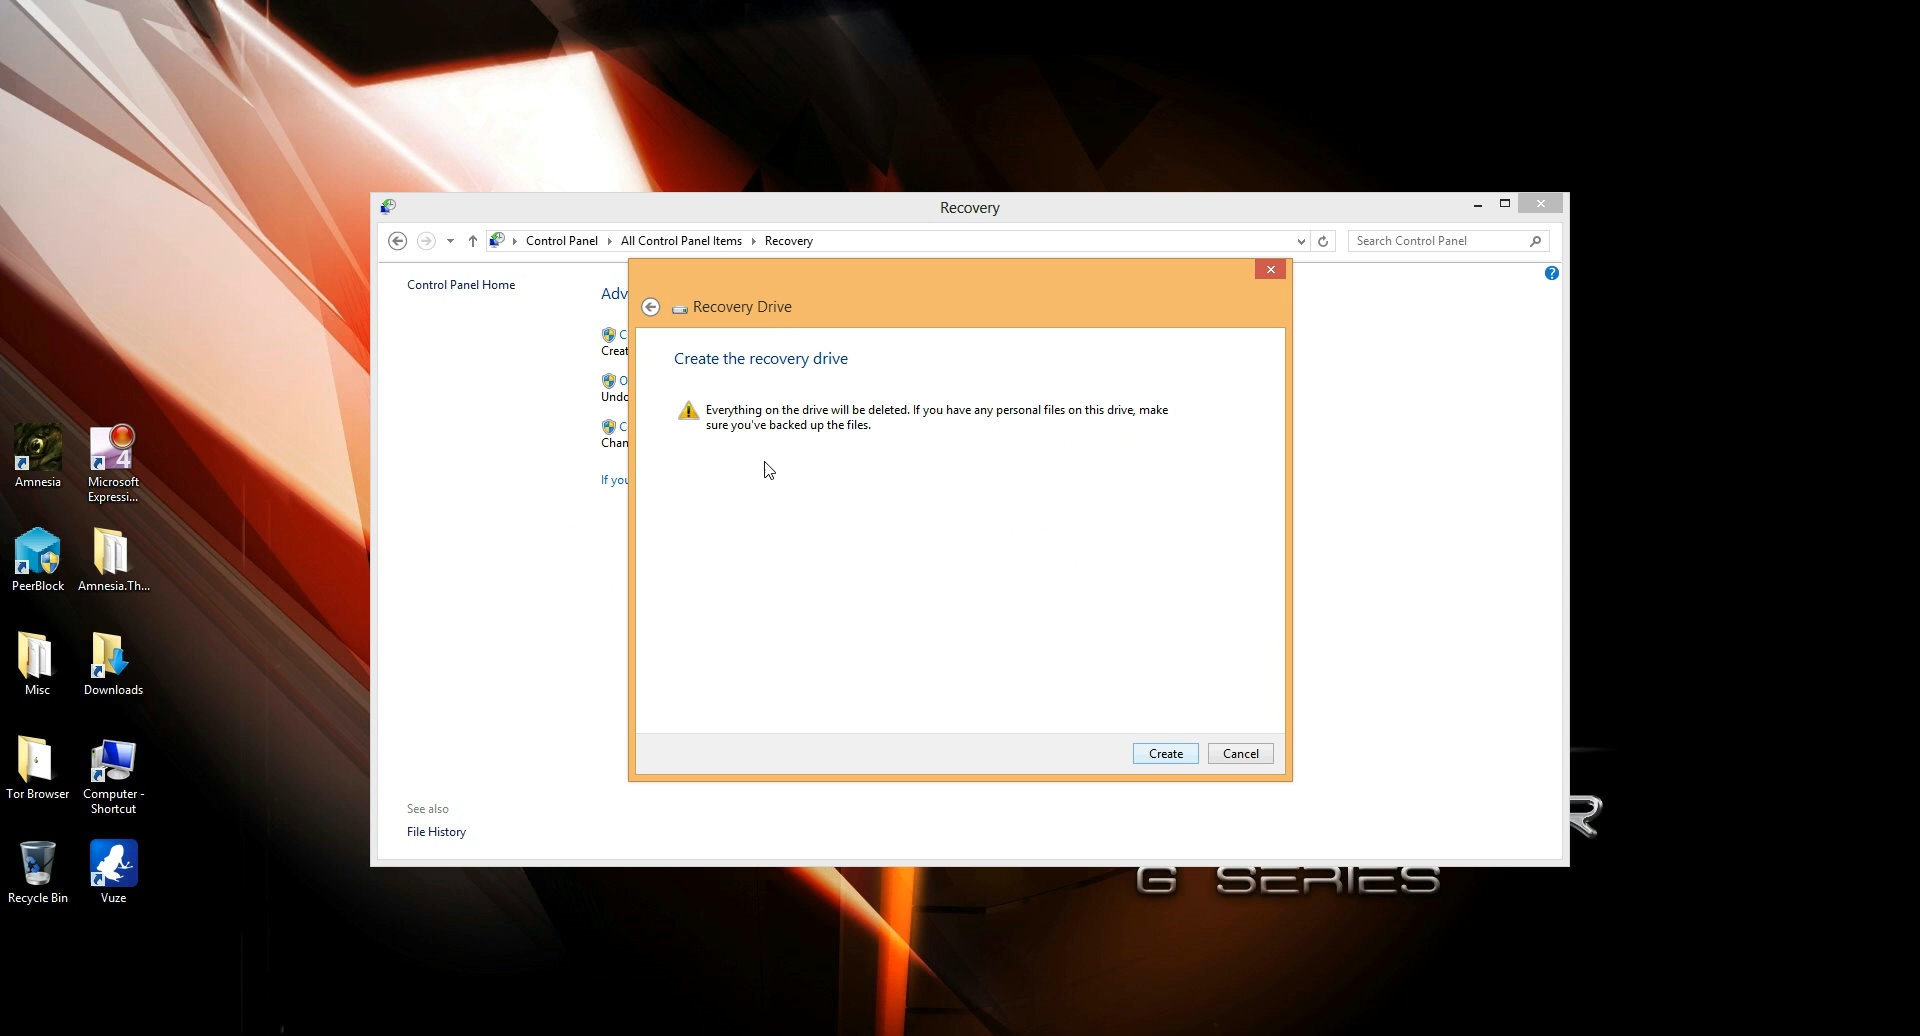 Recovery
Control Panel
All Control Panel Items
Recovery
Search Control Panel
Control Panel Home
Adv
C
Creat
O
Undo
C
Chan
If you
Recovery Drive
Create the recovery drive
Everything on the drive will be deleted. If you have any personal files on this drive, make
sure you've backed up the files.
Create
Cancel
See also
File History
Amnesia
Microsoft
Expressi...
PeerBlock
Amnesia.Th...
Misc
Downloads
Tor Browser
Computer -
Shortcut
Recycle Bin
Vuze
R
G SERIES